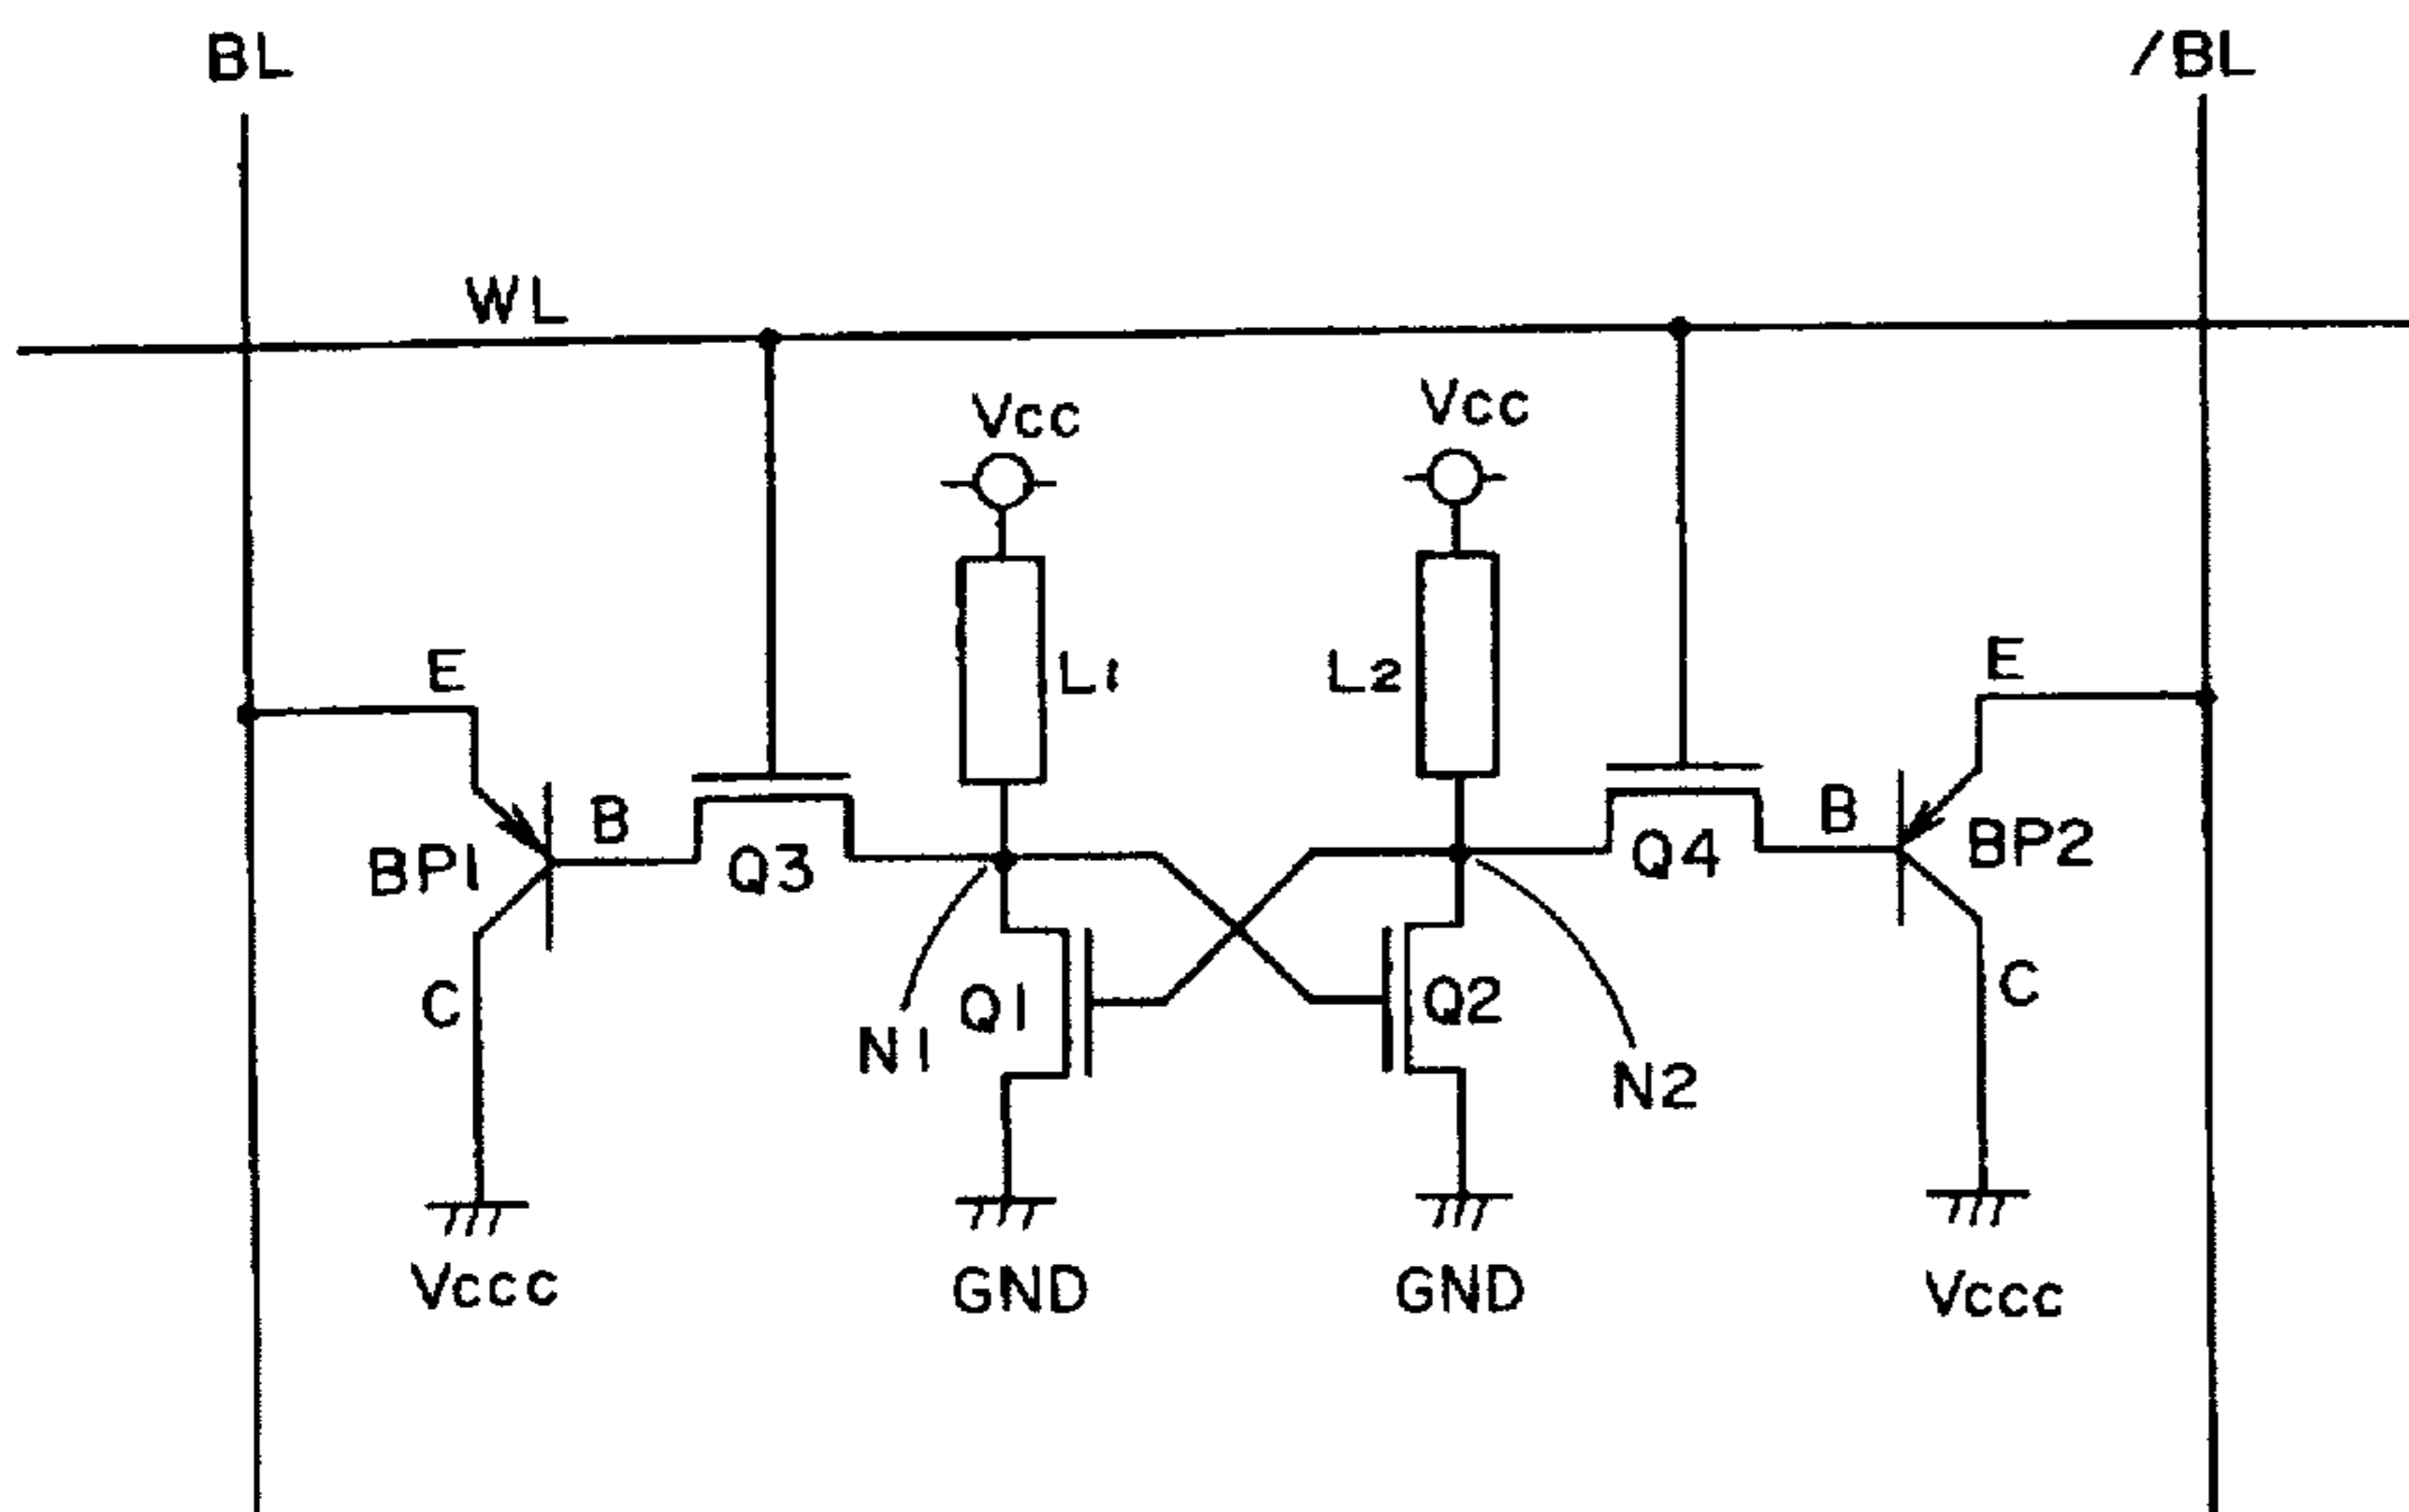 BL /BL
WL
Vcc Vcc
E L1 L2 E
BP1 B Q3 Q4 B BP2
C Q1 Q2 C
N1 N2
Vccc GND GND Vccc